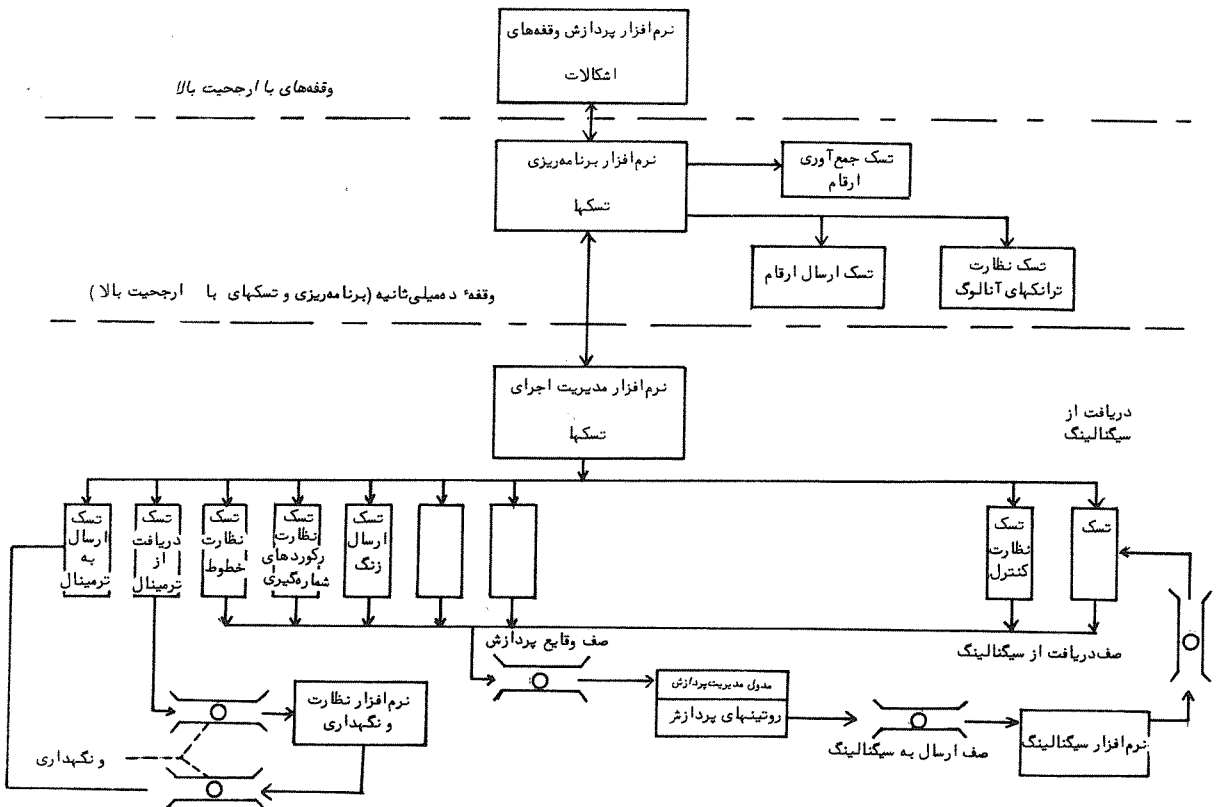 نرم‌افزار پردازش وقفه‌های
اشکالات
وقفه‌های با ارجحیت بالا
نرم‌افزار برنامه‌ریزی
تسکها
تسک جمع‌آوری
ارقام
تسک ارسال ارقام
تسک نظارت
ترانکهای آنالوگ
وقفهٔ ده‌میلی‌ثانیه (برنامه‌ریزی و تسکهای با ارجحیت بالا)
نرم‌افزار مدیریت اجرای
تسکها
دریافت از
سیگنالینگ
تسک
تسک
نظارت
کنترل
تسک
ارسال
زنگ
تسک
نظارت
رکوردهای
شماره‌گیری
تسک
نظارت
خطوط
تسک
دریافت
از
ترمینال
تسک
ارسال
به
ترمینال
صف وقایع پردازش
صف دریافت از سیگنالینگ
مدول مدیریت پردازش
روتینهای پردازش
صف ارسال به سیگنالینگ
نرم‌افزار سیگنالینگ
نرم‌افزار نظارت
و نگهداری
و نگهداری